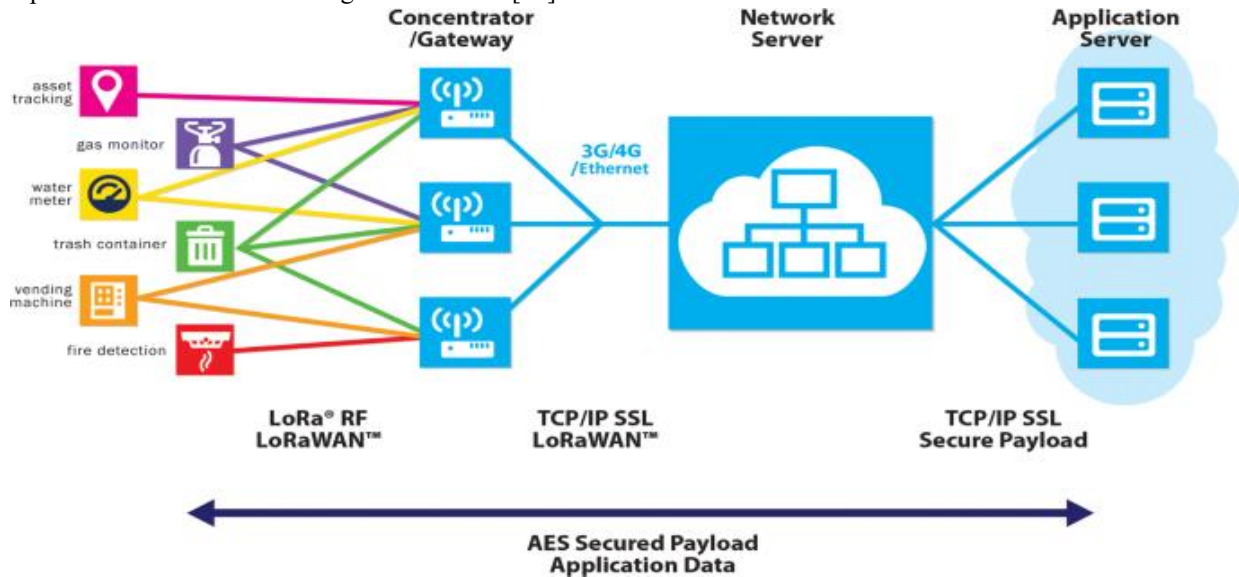 Concentrator
/Gateway
Network
Server
Application
Server
asset
tracking
gas monitor
water
meter
trash container
vending
machine
fire detection
3G/4G
/Ethernet
LoRa® RF
LoRaWAN™
TCP/IP SSL
LoRaWAN™
TCP/IP SSL
Secure Payload
AES Secured Payload
Application Data